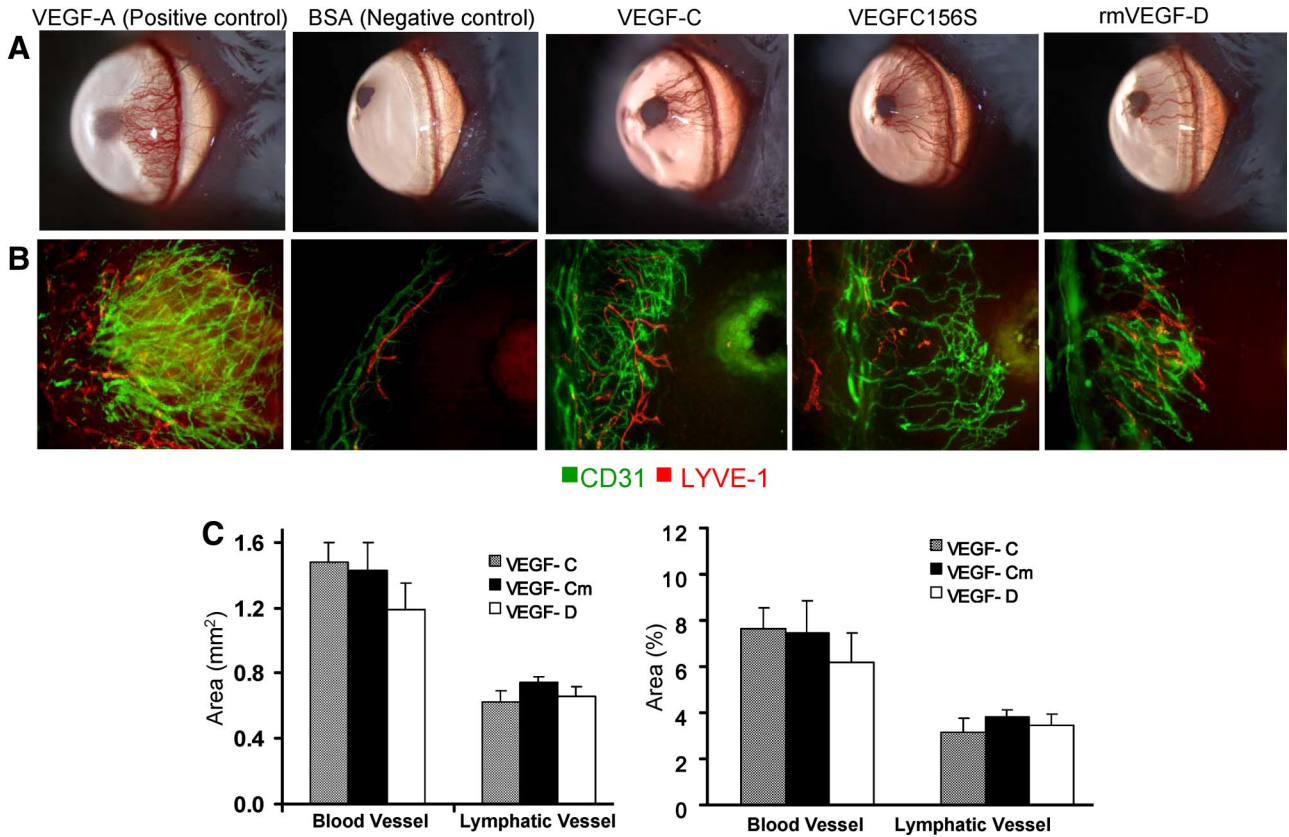 VEGF-A (Positive control) BSA (Negative control) VEGF-C VEGFC156S rmVEGF-D
A
B
■CD31 ■ LYVE-1
C
1.6
1.2
0.8
0.4
0.0
Area (mm²)
VEGF- C
VEGF- Cm
VEGF- D
Blood Vessel Lymphatic Vessel
12
10
8
6
4
2
0
Area (%)
VEGF- C
VEGF- Cm
VEGF- D
Blood Vessel Lymphatic Vessel